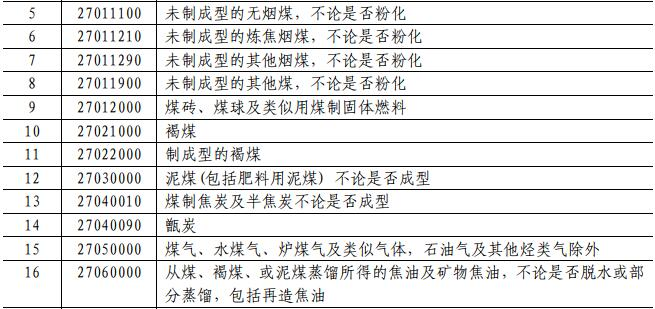 5 27011100 未制成型的无烟煤，不论是否粉化
6 27011210 未制成型的炼焦烟煤，不论是否粉化
7 27011290 未制成型的其他烟煤，不论是否粉化
8 27011900 未制成型的其他煤，不论是否粉化
9 27012000 煤砖、煤球及类似用煤制固体燃料
10 27021000 褐煤
11 27022000 制成型的褐煤
12 27030000 泥煤(包括肥料用泥煤) 不论是否成型
13 27040010 煤制焦炭及半焦炭不论是否成型
14 27040090 甑炭
15 27050000 煤气、水煤气、炉煤气及类似气体，石油气及其他烃类气除外
16 27060000 从煤、褐煤、或泥煤蒸馏所得的焦油及矿物焦油，不论是否脱水或部
分蒸馏，包括再造焦油